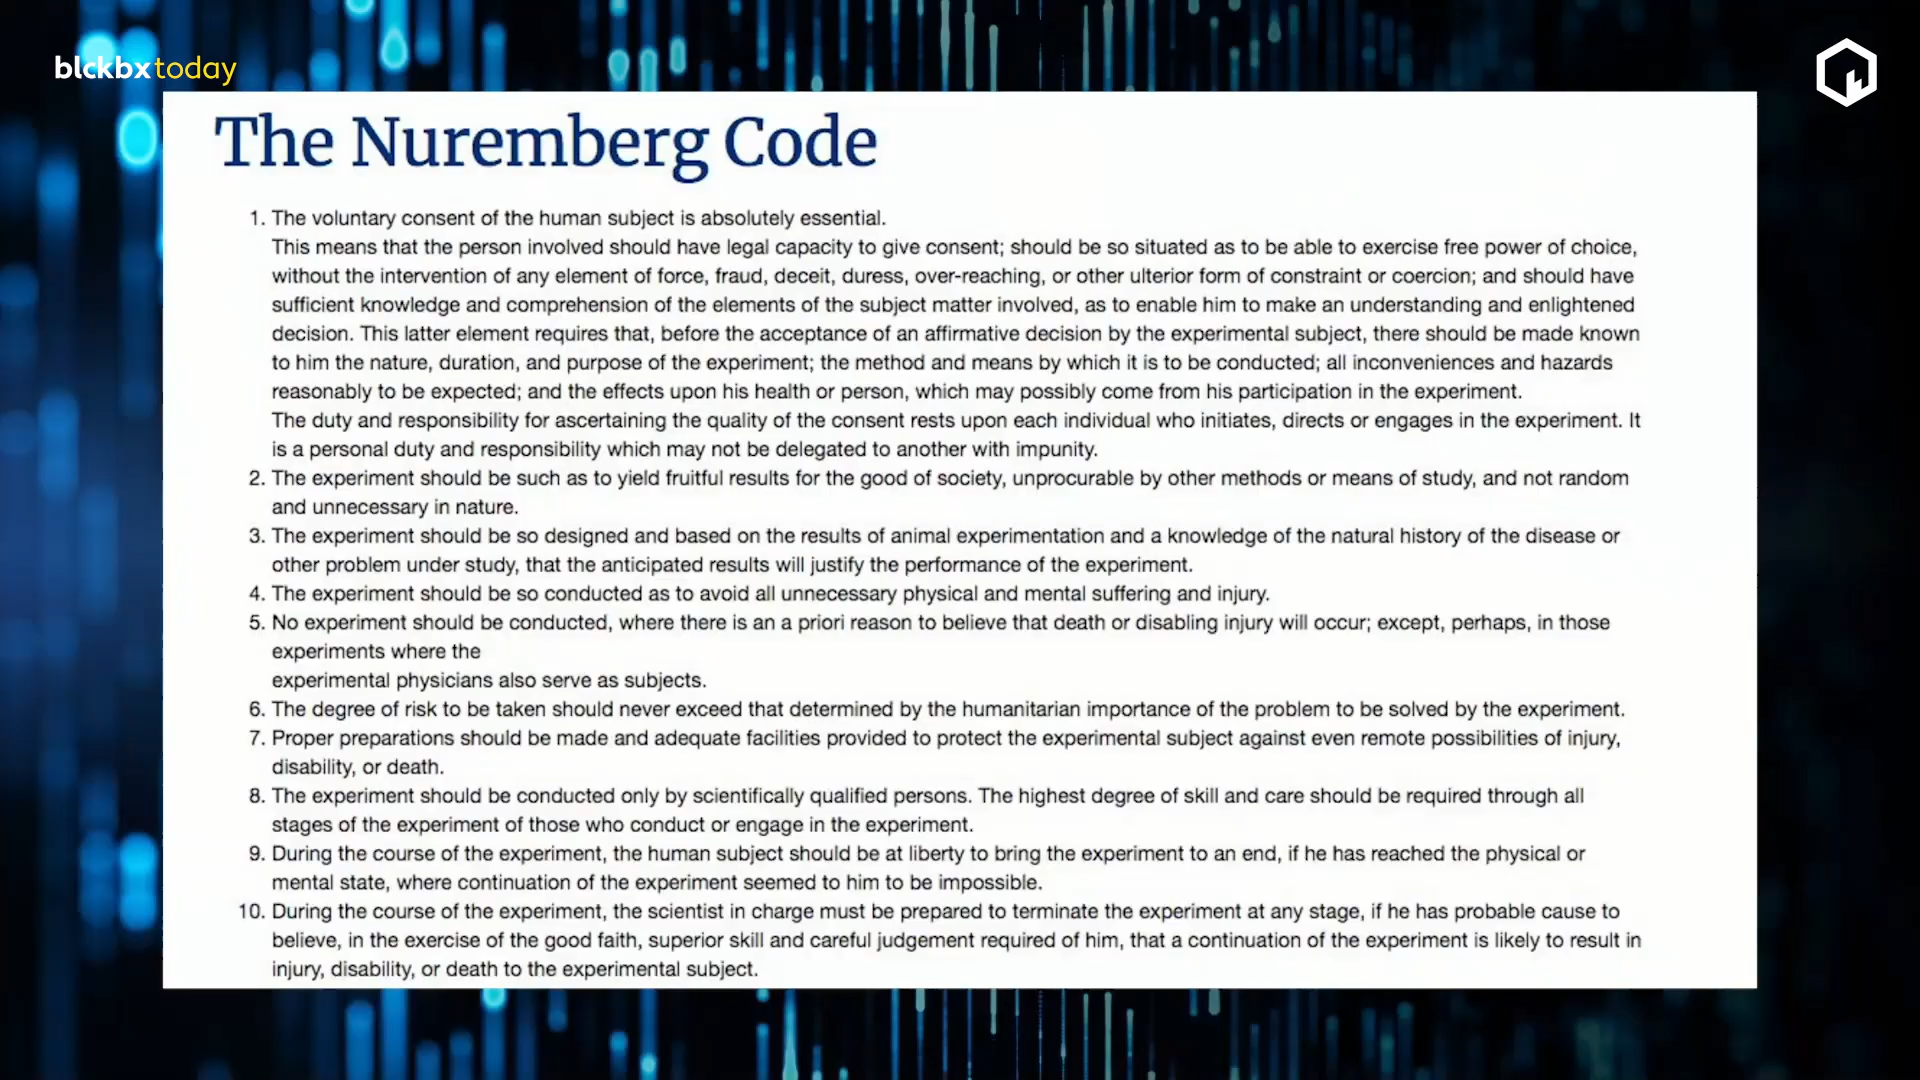 blckbxtoday
The Nuremberg Code
1. The voluntary consent of the human subject is absolutely essential.
This means that the person involved should have legal capacity to give consent; should be so situated as to be able to exercise free power of choice,
without the intervention of any element of force, fraud, deceit, duress, over-reaching, or other ulterior form of constraint or coercion; and should have
sufficient knowledge and comprehension of the elements of the subject matter involved, as to enable him to make an understanding and enlightened
decision. This latter element requires that, before the acceptance of an affirmative decision by the experimental subject, there should be made known
to him the nature, duration, and purpose of the experiment; the method and means by which it is to be conducted; all inconveniences and hazards
reasonably to be expected; and the effects upon his health or person, which may possibly come from his participation in the experiment.
The duty and responsibility for ascertaining the quality of the consent rests upon each individual who initiates, directs or engages in the experiment. It
is a personal duty and responsibility which may not be delegated to another with impunity.
2. The experiment should be such as to yield fruitful results for the good of society, unprocurable by other methods or means of study, and not random
and unnecessary in nature.
3. The experiment should be so designed and based on the results of animal experimentation and a knowledge of the natural history of the disease or
other problem under study, that the anticipated results will justify the performance of the experiment.
4. The experiment should be so conducted as to avoid all unnecessary physical and mental suffering and injury.
5. No experiment should be conducted, where there is an a priori reason to believe that death or disabling injury will occur; except, perhaps, in those
experiments where the
experimental physicians also serve as subjects.
6. The degree of risk to be taken should never exceed that determined by the humanitarian importance of the problem to be solved by the experiment.
7. Proper preparations should be made and adequate facilities provided to protect the experimental subject against even remote possibilities of injury,
disability, or death.
8. The experiment should be conducted only by scientifically qualified persons. The highest degree of skill and care should be required through all
stages of the experiment of those who conduct or engage in the experiment.
9. During the course of the experiment, the human subject should be at liberty to bring the experiment to an end, if he has reached the physical or
mental state, where continuation of the experiment seemed to him to be impossible.
10. During the course of the experiment, the scientist in charge must be prepared to terminate the experiment at any stage, if he has probable cause to
believe, in the exercise of the good faith, superior skill and careful judgement required of him, that a continuation of the experiment is likely to result in
injury, disability, or death to the experimental subject.